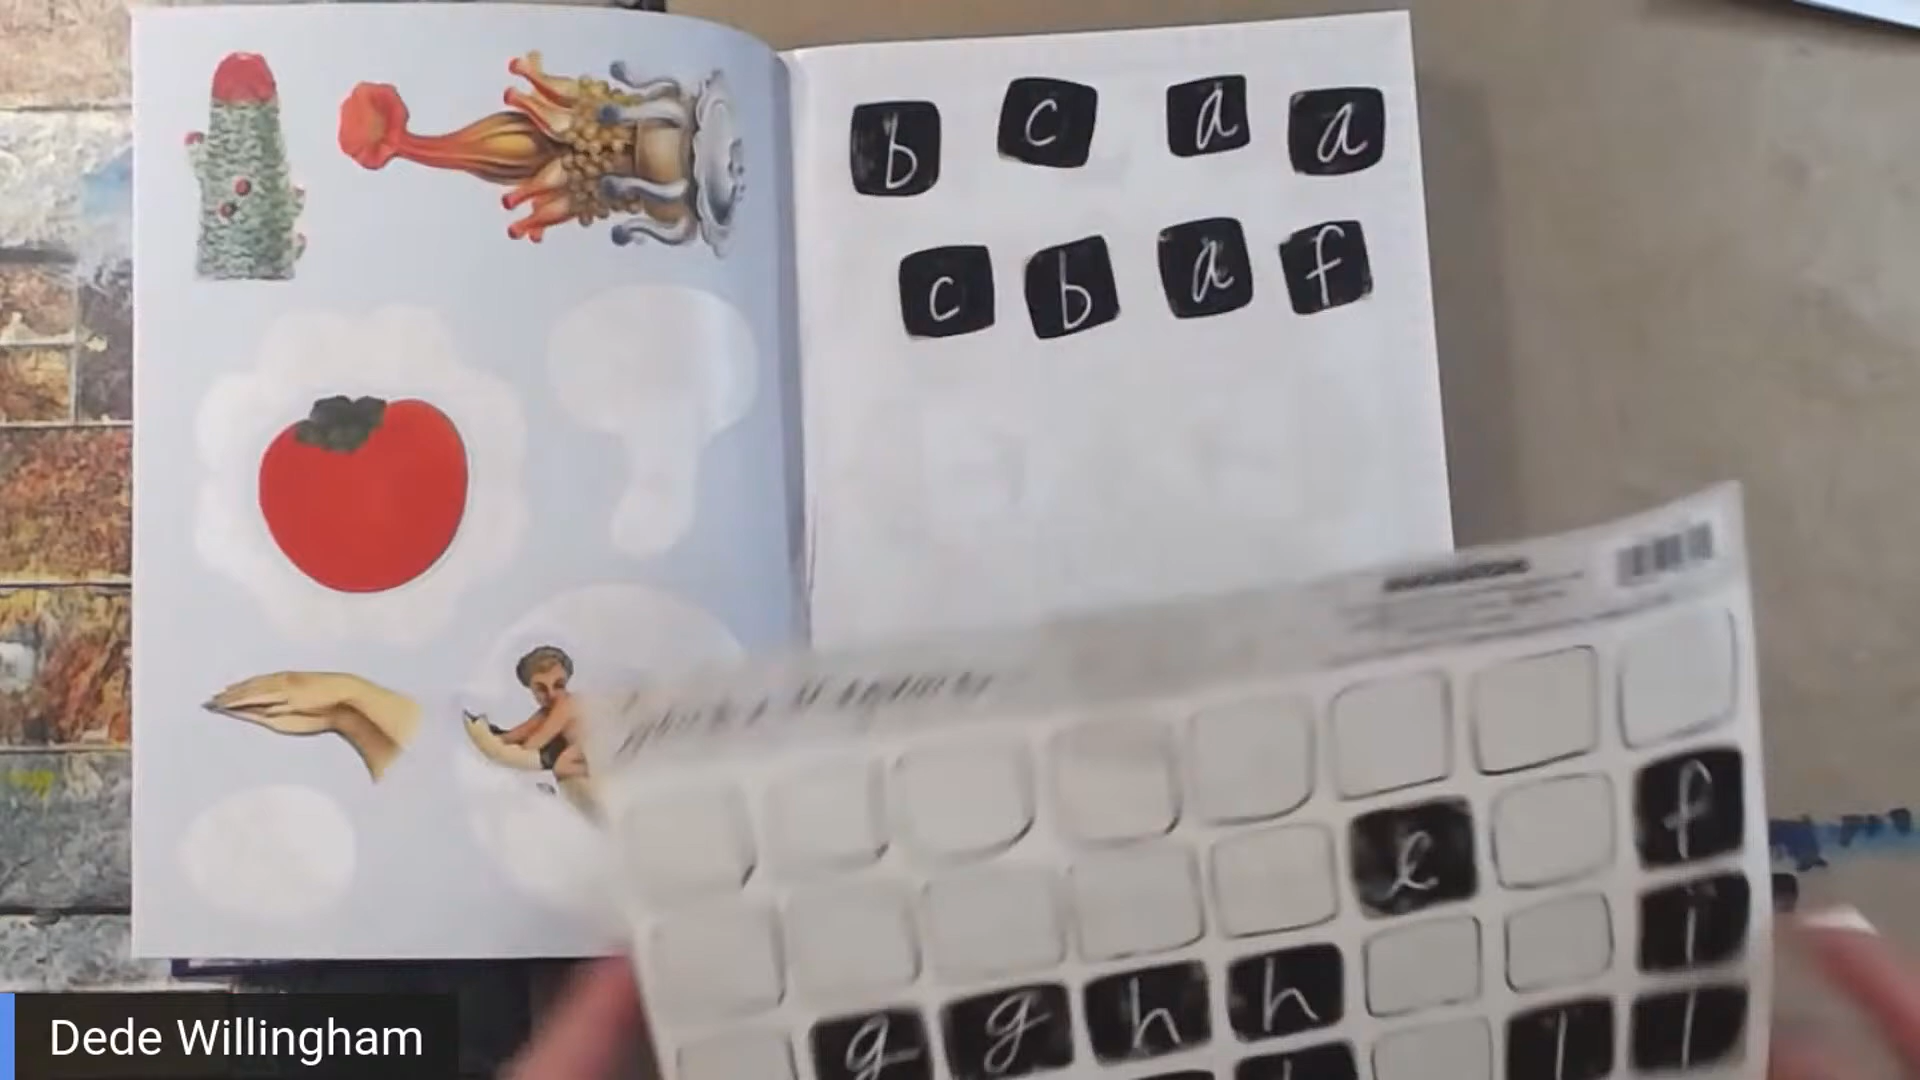 b c a a
c b a f
e f
i
g g h h
l l
Dede Willingham